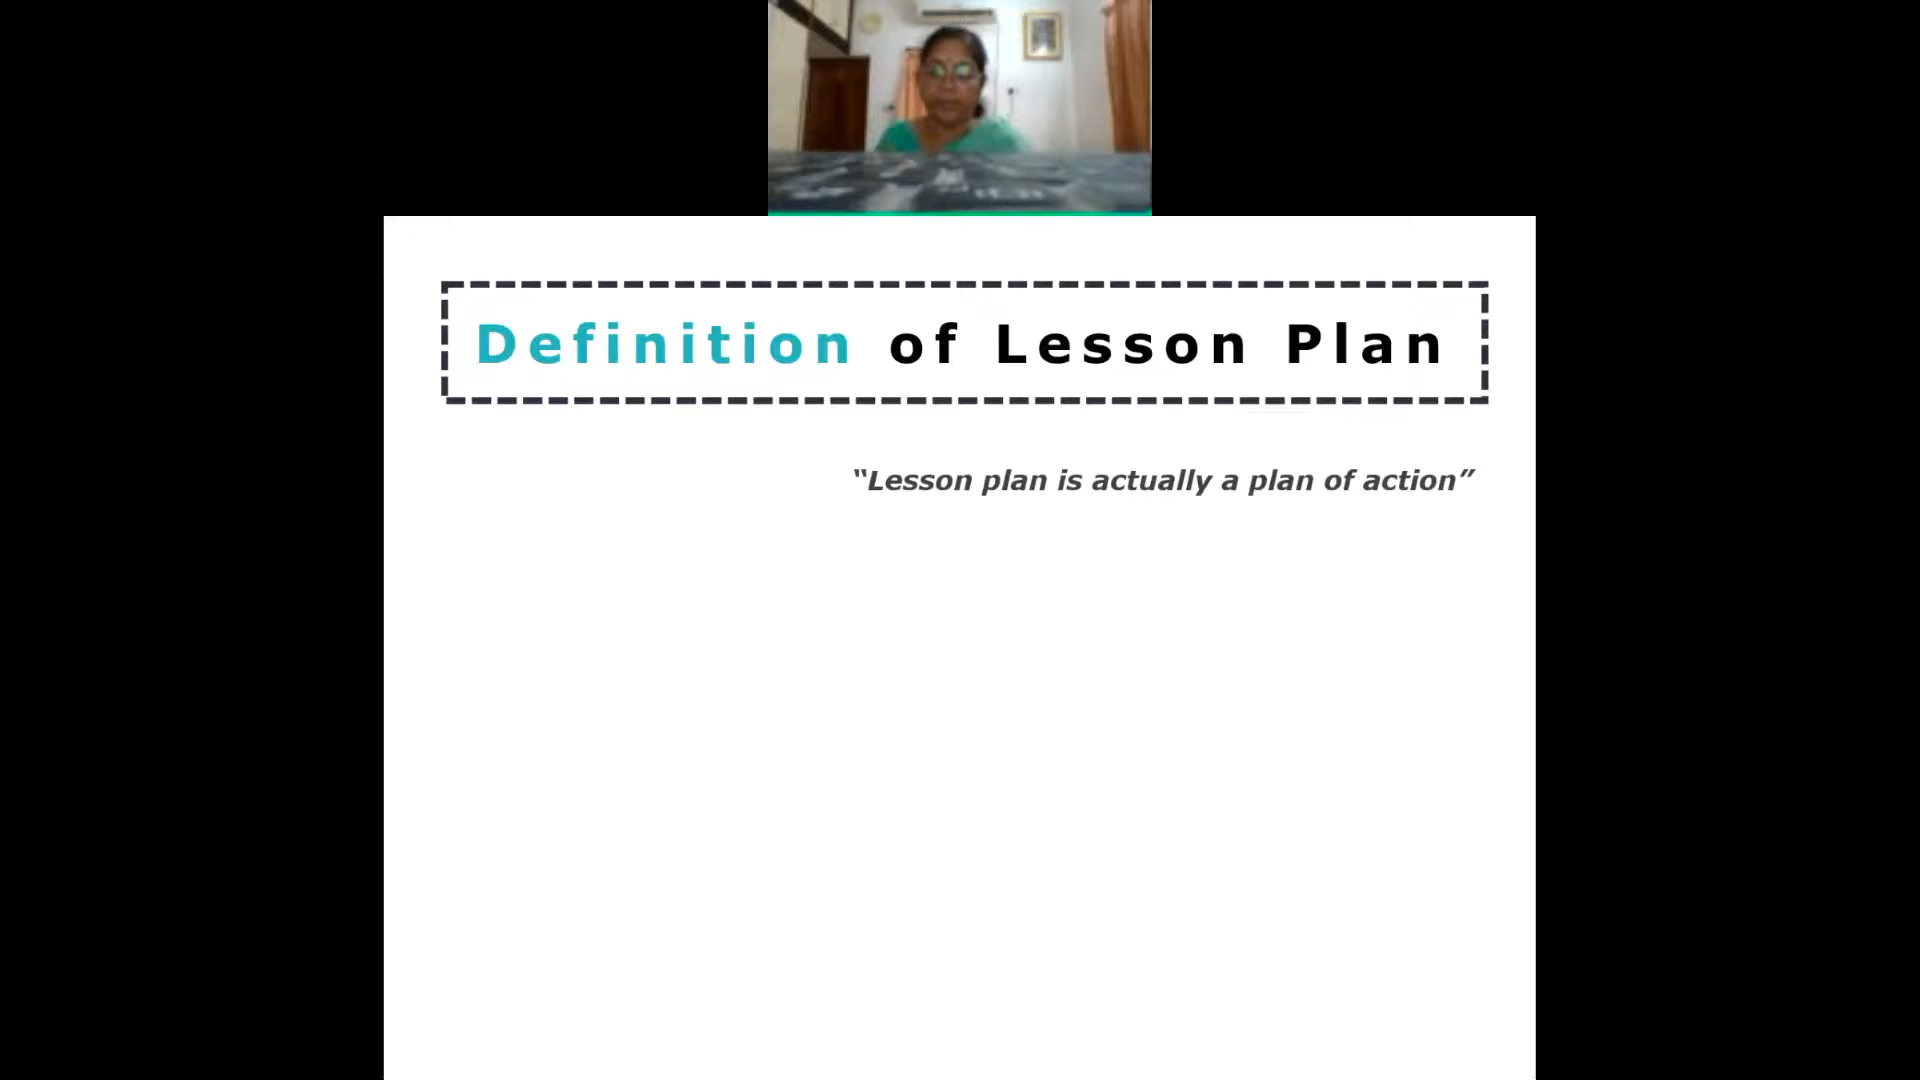 Definition of Lesson Plan
“Lesson plan is actually a plan of action”